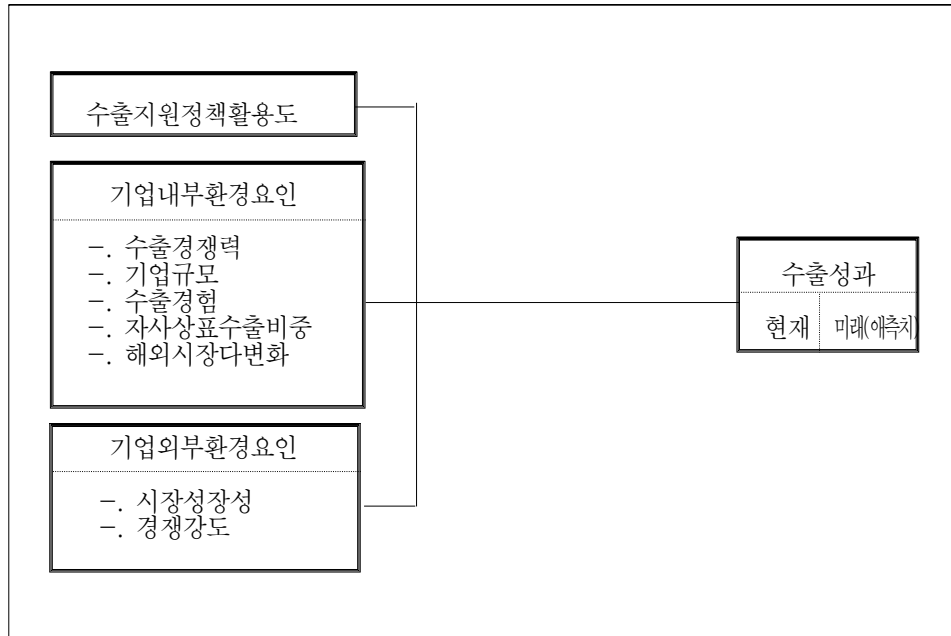 수출지원정책활용도
기업내부환경요인
-. 수출경쟁력
-. 기업규모
-. 수출경험
-. 자사상표수출비중
-. 해외시장다변화
기업외부환경요인
-. 시장성장성
-. 경쟁강도
수출성과
현재 미래(애측치)